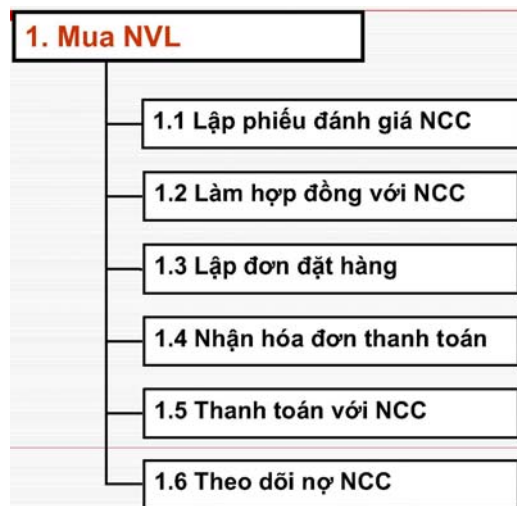 1. Mua NVL
1.1 Lập phiếu đánh giá NCC
1.2 Làm hợp đồng với NCC
1.3 Lập đơn đặt hàng
1.4 Nhận hóa đơn thanh toán
1.5 Thanh toán với NCC
1.6 Theo dõi nợ NCC